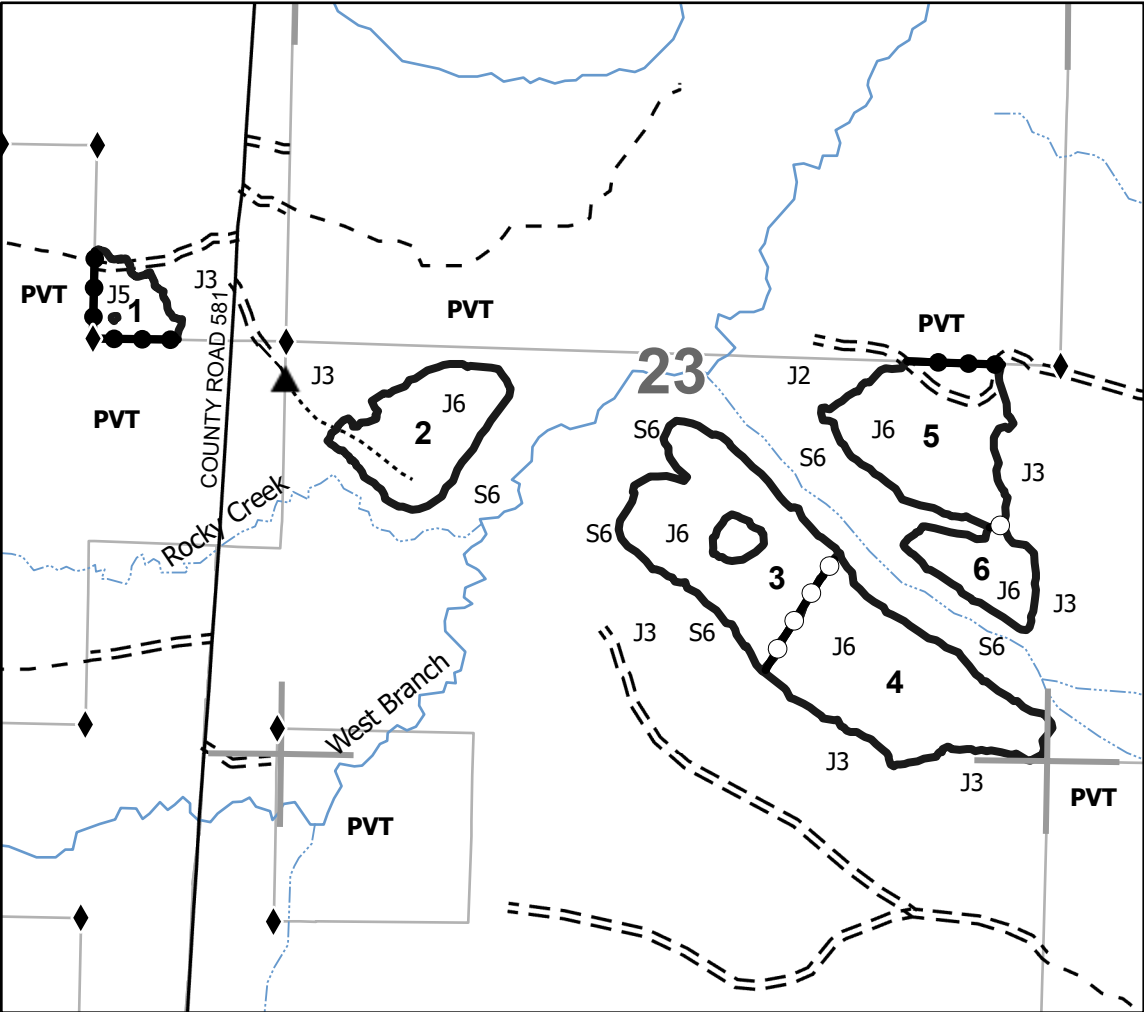 PVT
J5
1
J3
PVT
COUNTY ROAD 581
PVT
J3
J6
2
S6
Rocky Creek
West Branch
PVT
23
J2
PVT
J6
5
S6
J3
S6
S6
J6
3
J3
S6
J6
4
6
J6
J3
S6
J3
J3
PVT